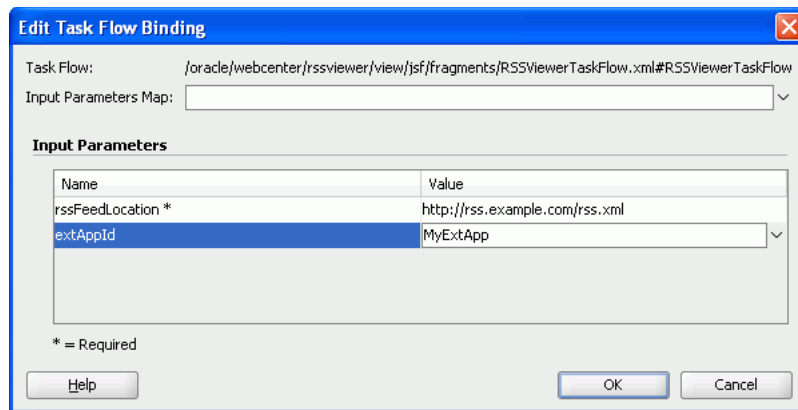 Edit Task Flow Binding
Task Flow: /oracle/webcenter/rssviewer/view/jsf/fragments/RSSViewerTaskFlow.xml#RSSViewerTaskFlow
Input Parameters Map:
Input Parameters
Name Value
rssFeedLocation * http://rss.example.com/rss.xml
extAppId MyExtApp
* = Required
Help OK Cancel